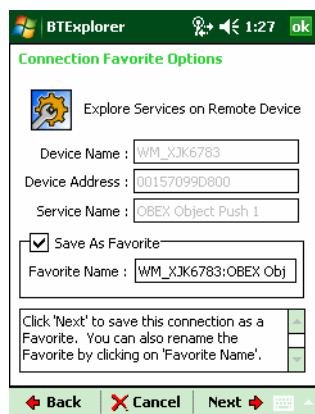 BTExplorer 1:27 ok
Connection Favorite Options
Explore Services on Remote Device
Device Name : WM_XJK6783
Device Address : 00157099D800
Service Name : OBEX Object Push 1
Save As Favorite
Favorite Name : WM_XJK6783:OBEX Obj
Click 'Next' to save this connection as a
Favorite. You can also rename the
Favorite by clicking on 'Favorite Name'.
Back Cancel Next